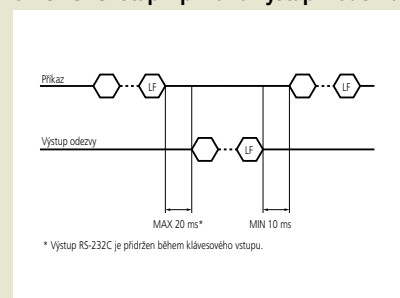 Příkaz
LF
LF
Výstup odezvy
LF
MAX 20 ms*
MIN 10 ms
* Výstup RS-232C je přidržen během klávesového vstupu.